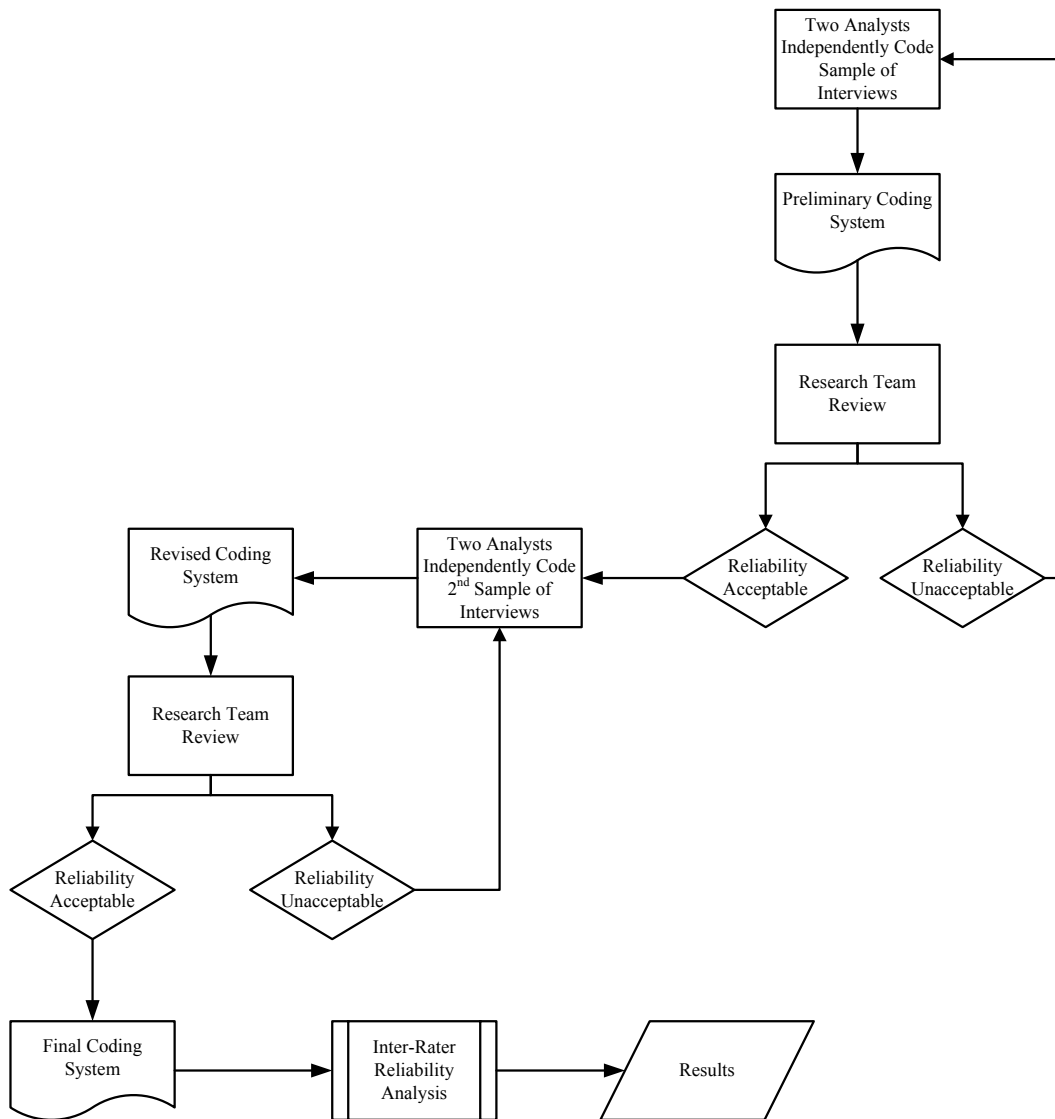 Two Analysts
Independently Code
Sample of
Interviews
Preliminary Coding
System
Research Team
Review
Reliability
Acceptable
Reliability
Unacceptable
Two Analysts
Independently Code
2nd Sample of
Interviews
Revised Coding
System
Research Team
Review
Reliability
Acceptable
Reliability
Unacceptable
Final Coding
System
Inter-Rater
Reliability
Analysis
Results